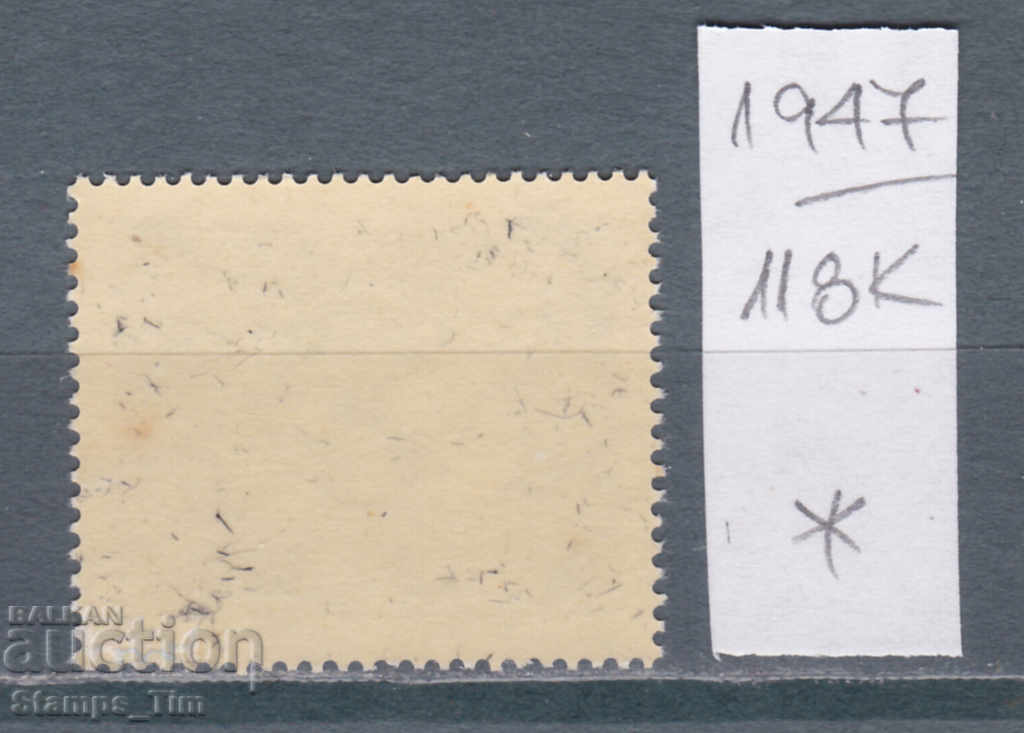 1947
118K
*
BALKAN
auction
Stamps_Tim